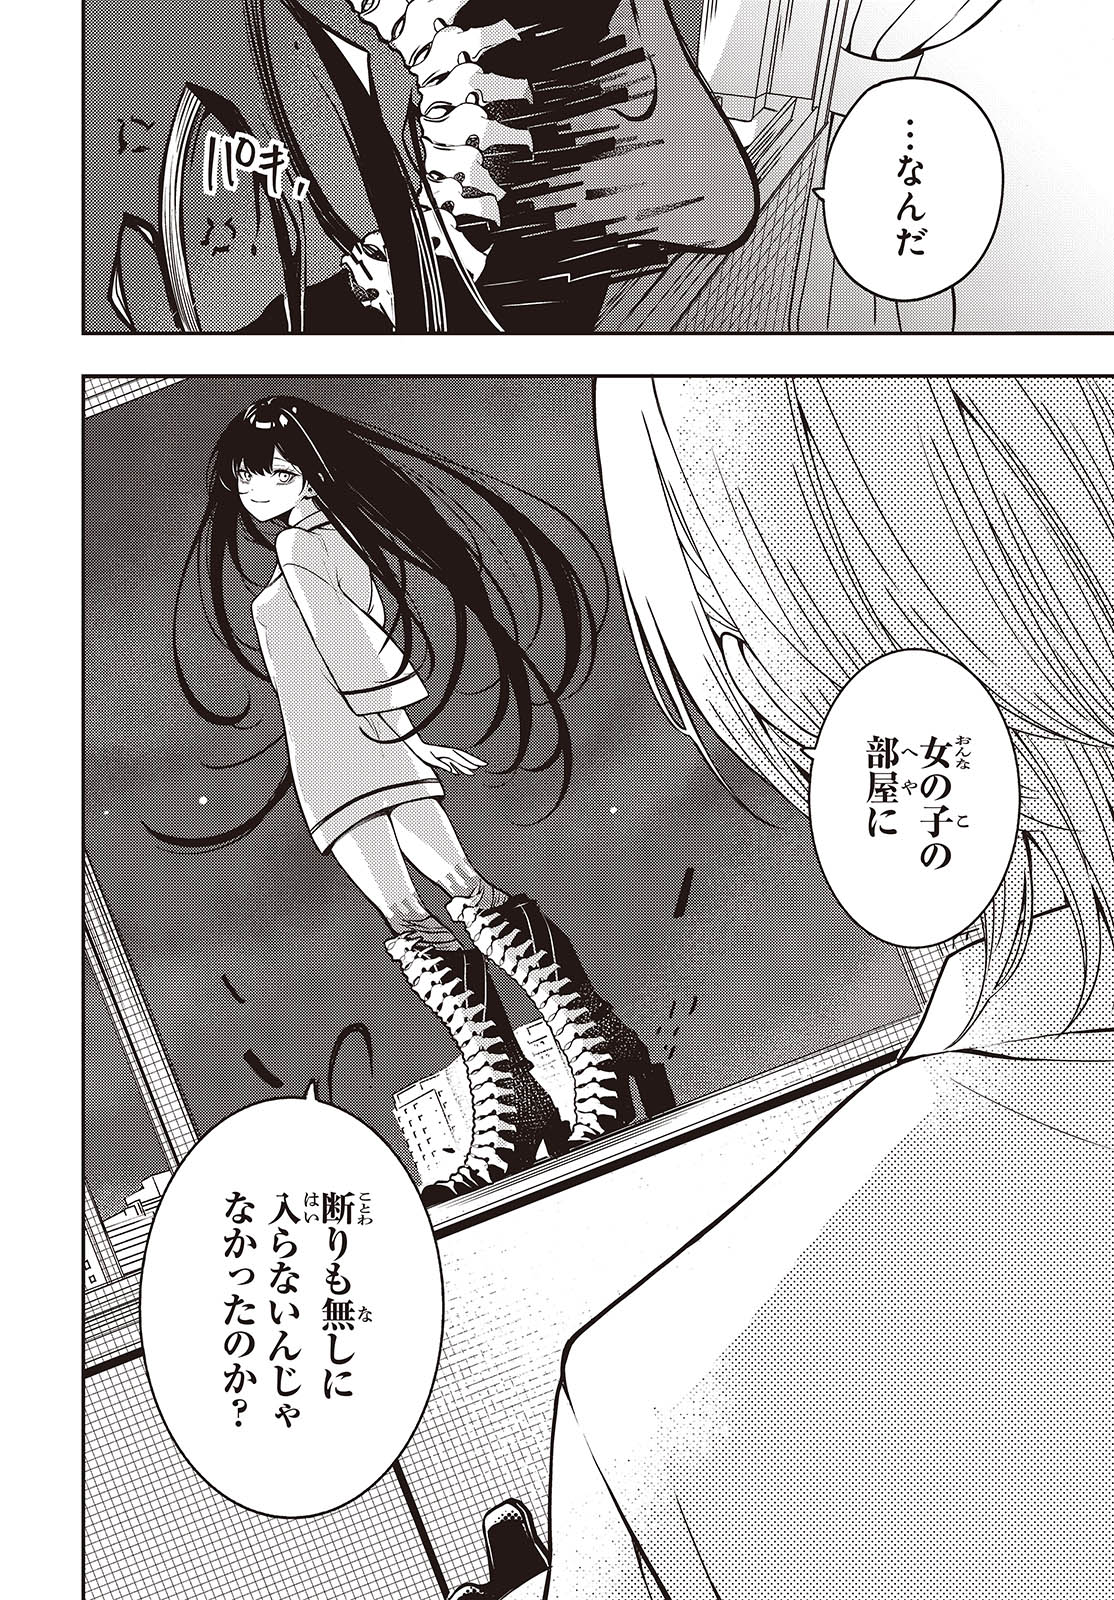 …なんだ
パキ,
女の子の
部屋に
断りも無しに
入らないんじゃ
なかったのか?